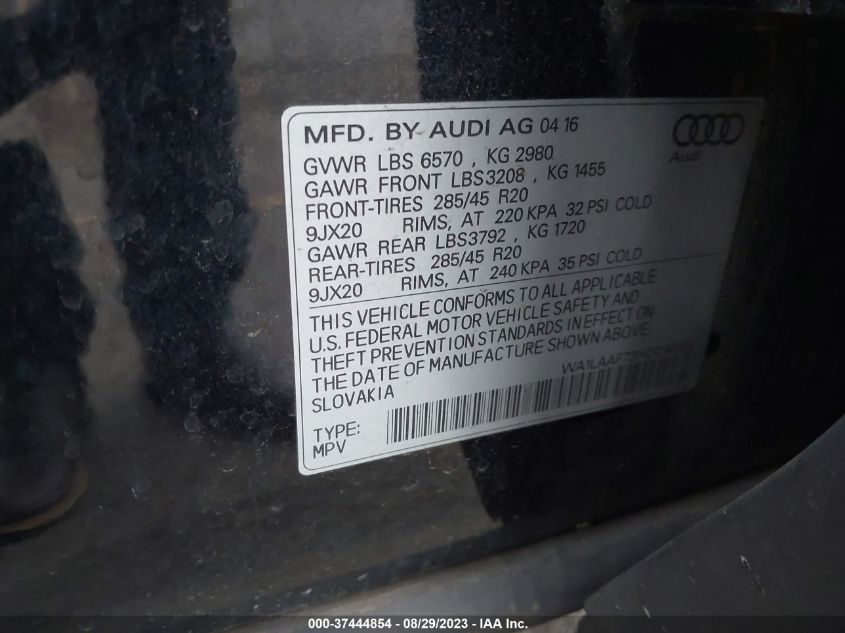 MFD. BY AUDI AG 04 16
Audi
GVWR LBS 6570 , KG 2980
GAWR FRONT LBS3208 , KG 1455
FRONT-TIRES 285/45 R20
9JX20 RIMS, AT 220 KPA 32 PSI COLD
GAWR REAR LBS3792 , KG 1720
REAR-TIRES 285/45 R20
9JX20 RIMS, AT 240 KPA 35 PSI COLD
THIS VEHICLE CONFORMS TO ALL APPLICABLE
U.S. FEDERAL MOTOR VEHICLE SAFETY AND
THEFT PREVENTION STANDARDS IN EFFECT ON
THE DATE OF MANUFACTURE SHOWN ABOVE
SLOVAKIA
TYPE:
MPV
000-37444854 / 08/29/2023 - IAA Inc.